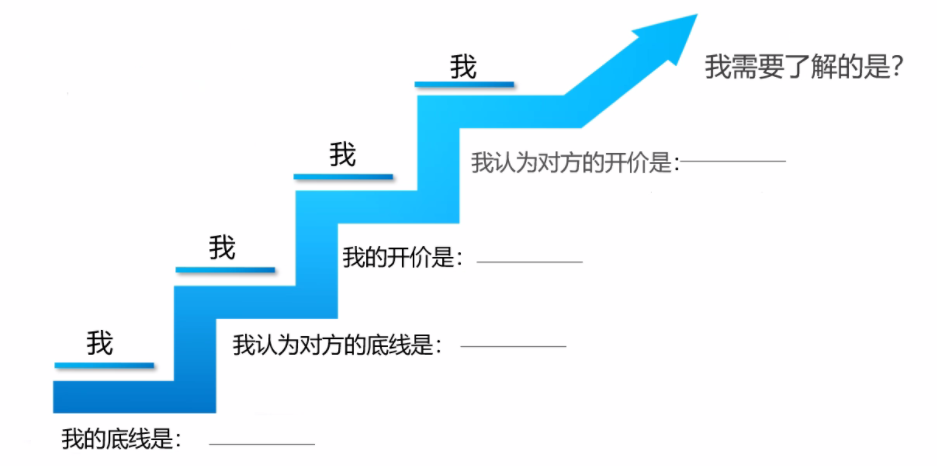 我
我需要了解的是?
我
我认为对方的开价是:
我
我的开价是：
我
我认为对方的底线是：
我的底线是：